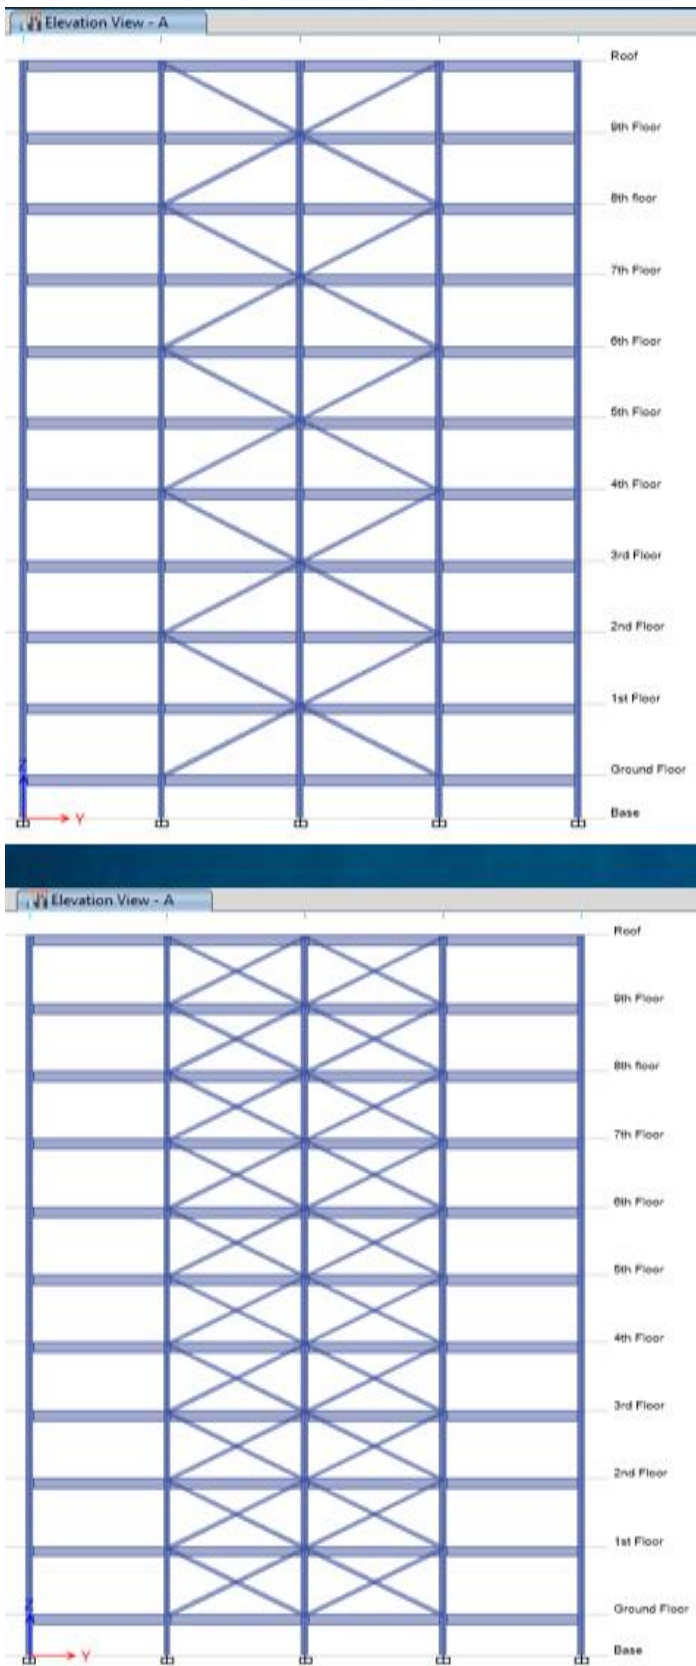 Elevation View - A
Roof
9th Floor
8th floor
7th Floor
6th Floor
5th Floor
4th Floor
3rd Floor
2nd Floor
1st Floor
Ground Floor
Z
Y
Base
Elevation View - A
Roof
9th Floor
8th floor
7th Floor
6th Floor
5th Floor
4th Floor
3rd Floor
2nd Floor
1st Floor
Ground Floor
Z
Y
Base